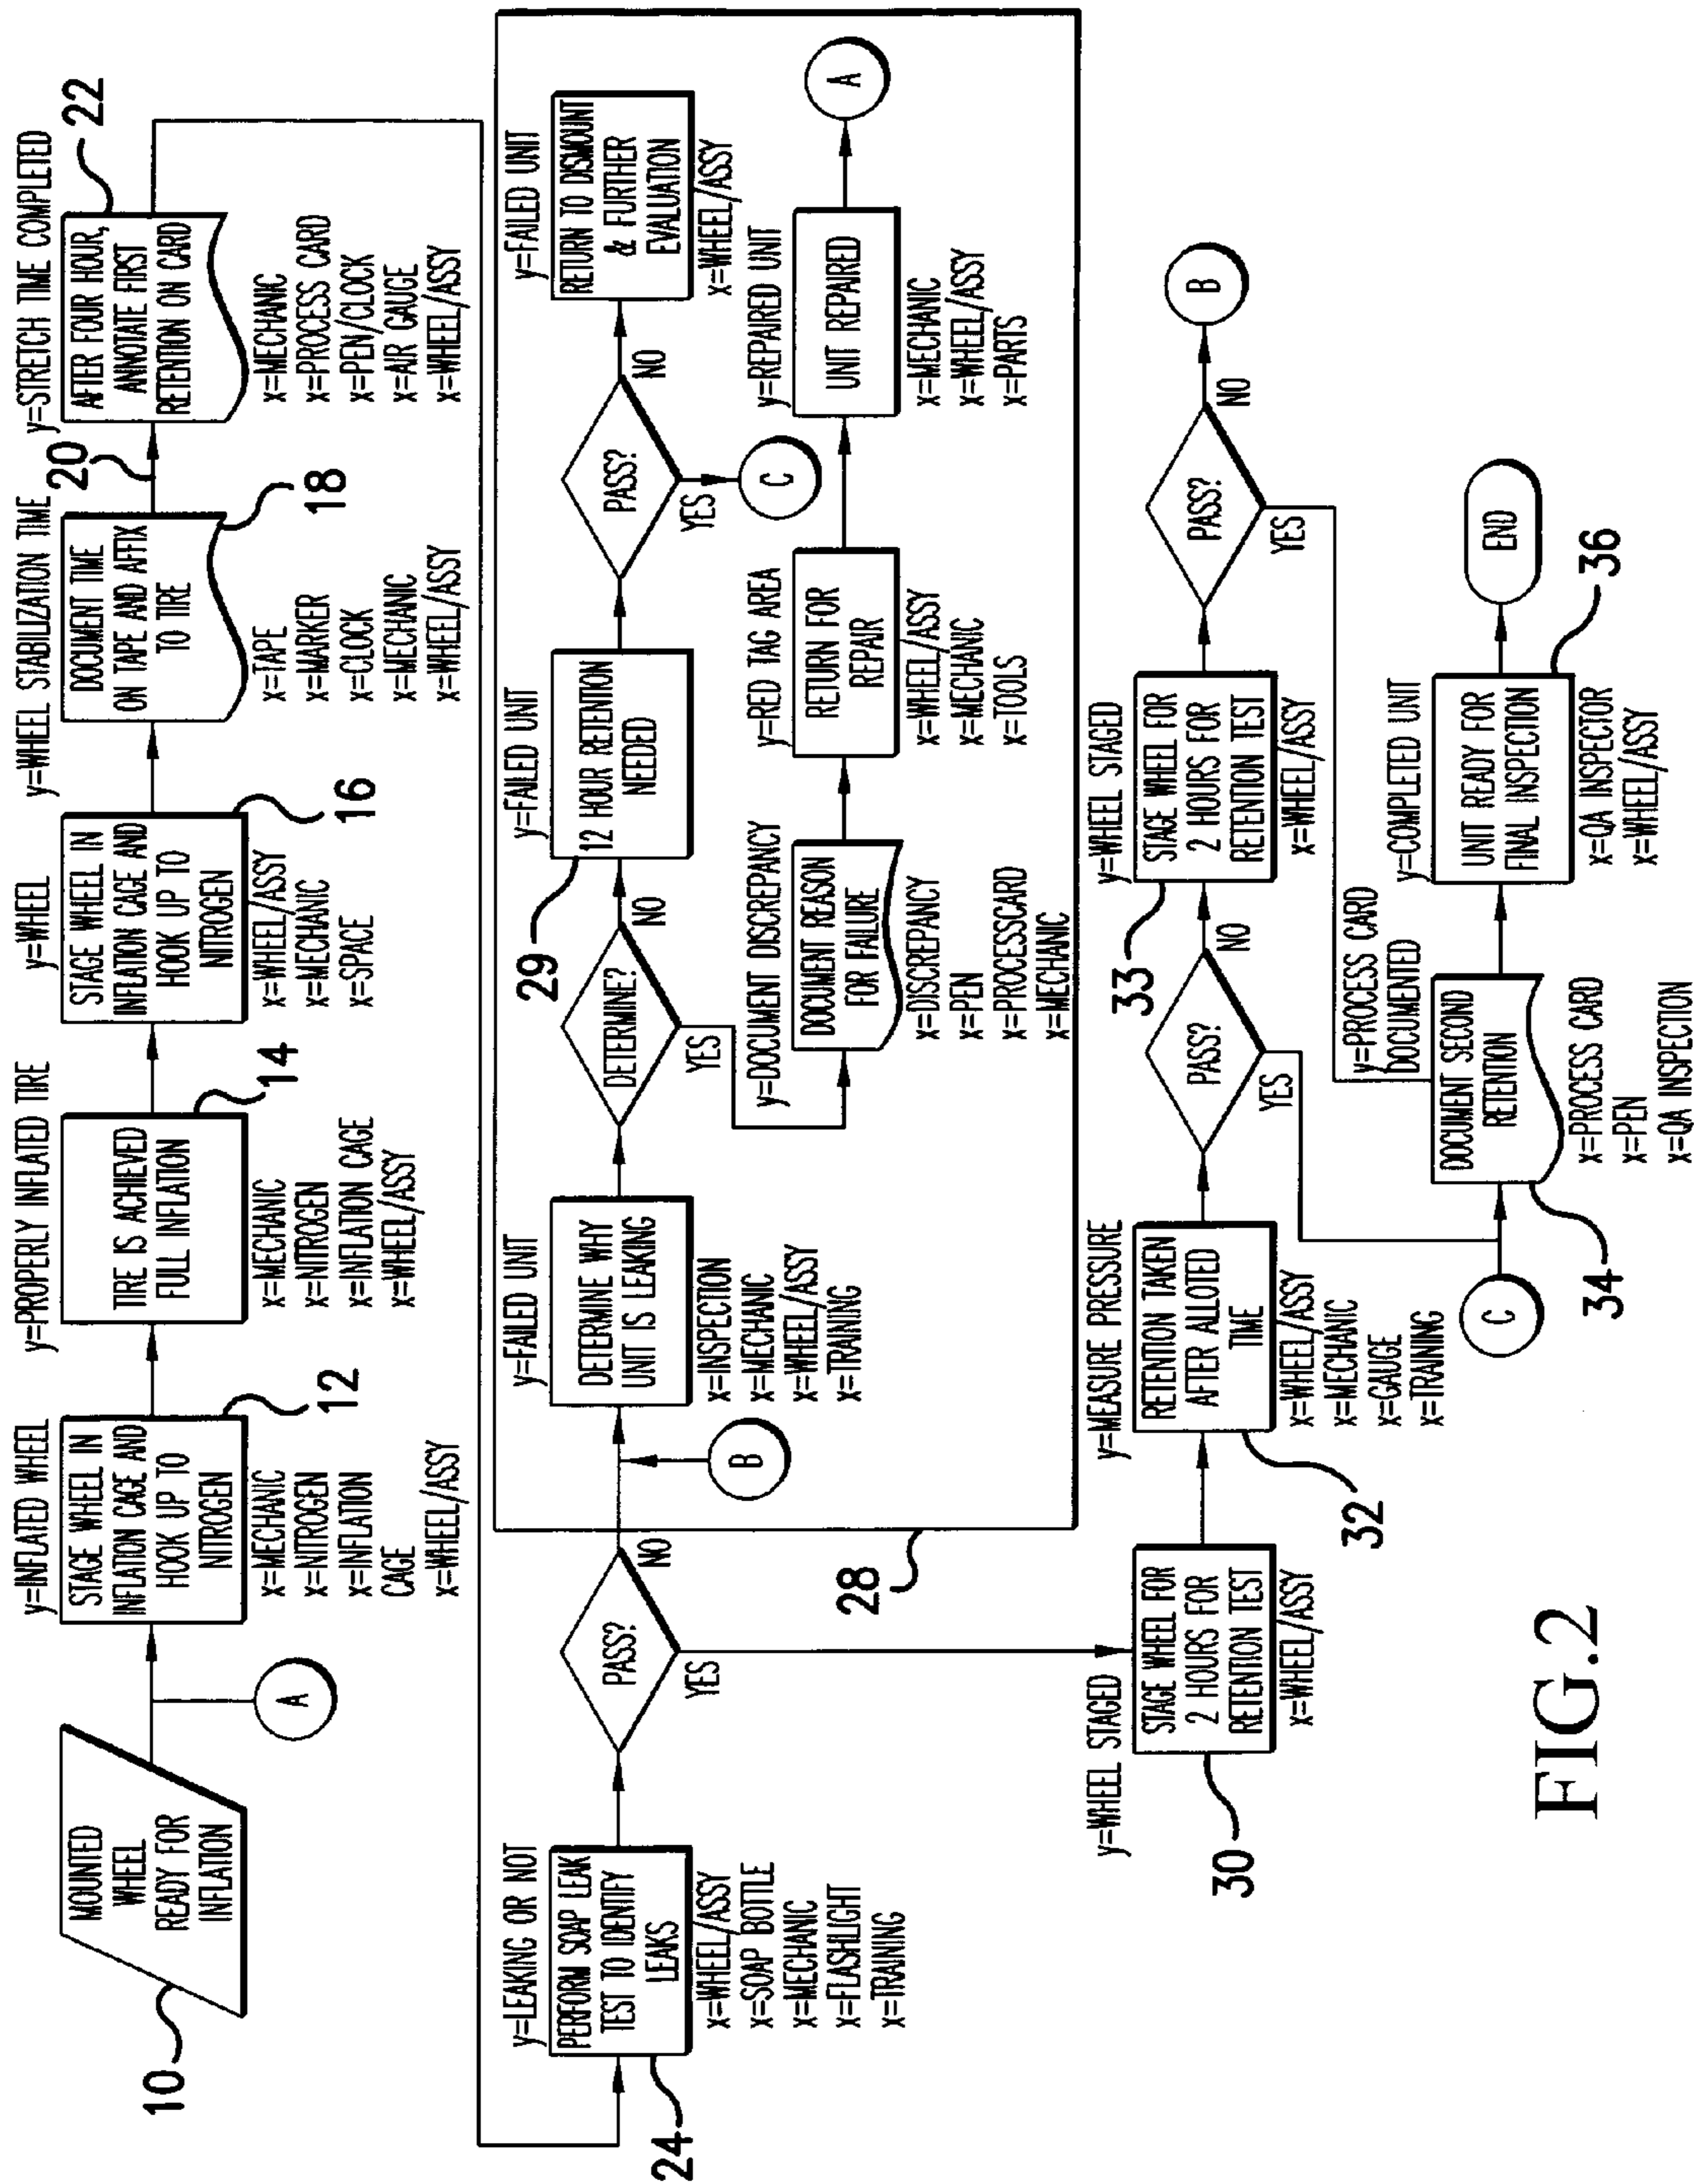 10
MOUNTED
WHEEL
READY FOR
INFLATION
A
y=INFLATED WHEEL
STAGE WHEEL IN
INFLATION CAGE AND
HOOK UP TO
NITROGEN
12
x=MECHANIC
x=NITROGEN
x=INFLATION
CAGE
x=WHEEL/ASSY
y=PROPERLY INFLATED TIRE
TIRE IS ACHIEVED
FULL INFLATION
14
x=MECHANIC
x=NITROGEN
x=INFLATION CAGE
x=WHEEL/ASSY
y=WHEEL
STAGE WHEEL IN
INFLATION CAGE AND
HOOK UP TO
NITROGEN
16
x=WHEEL/ASSY
x=MECHANIC
x=SPACE
y=WHEEL STABILIZATION TIME
DOCUMENT TIME
ON TAPE AND AFFIX
TO TIRE
18
x=TAPE
x=MARKER
x=CLOCK
x=MECHANIC
x=WHEEL/ASSY
20
y=STRETCH TIME COMPLETED
AFTER FOUR HOUR,
ANNOTATE FIRST
RETENTION ON CARD
22
x=MECHANIC
x=PROCESS CARD
x=PEN/CLOCK
x=AIR GAUGE
x=WHEEL/ASSY
y=LEAKING OR NOT
PERFORM SOAP LEAK
TEST TO IDENTIFY
LEAKS
24
x=WHEEL/ASSY
x=SOAP BOTTLE
x=MECHANIC
x=FLASHLIGHT
x=TRAINING
PASS?
NO
YES
28
B
y=FAILED UNIT
DETERMINE WHY
UNIT IS LEAKING
x=INSPECTION
x=MECHANIC
x=WHEEL/ASSY
x=TRAINING
DETERMINE?
NO
YES
29
y=FAILED UNIT
12 HOUR RETENTION
NEEDED
PASS?
NO
YES
C
y=FAILED UNIT
RETURN TO DISMOUNT
& FURTHER
EVALUATION
x=WHEEL/ASSY
y=DOCUMENT DISCREPANCY
DOCUMENT REASON
FOR FAILURE
x=DISCREPANCY
x=PEN
x=PROCESSCARD
x=MECHANIC
y=RED TAG AREA
RETURN FOR
REPAIR
x=WHEEL/ASSY
x=MECHANIC
x=TOOLS
y=REPAIRED UNIT
UNIT REPAIRED
x=MECHANIC
x=WHEEL/ASSY
x=PARTS
A
y=WHEEL STAGED
STAGE WHEEL FOR
2 HOURS FOR
RETENTION TEST
30
x=WHEEL/ASSY
y=MEASURE PRESSURE
RETENTION TAKEN
AFTER ALLOTED
TIME
32
x=WHEEL/ASSY
x=MECHANIC
x=GAUGE
x=TRAINING
PASS?
NO
YES
y=WHEEL STAGED
STAGE WHEEL FOR
2 HOURS FOR
RETENTION TEST
33
x=WHEEL/ASSY
PASS?
NO
YES
B
C
y=PROCESS CARD
DOCUMENTED
DOCUMENT SECOND
RETENTION
34
x=PROCESS CARD
x=PEN
x=QA INSPECTION
y=COMPLETED UNIT
UNIT READY FOR
FINAL INSPECTION
36
x=QA INSPECTOR
x=WHEEL/ASSY
END
FIG.2